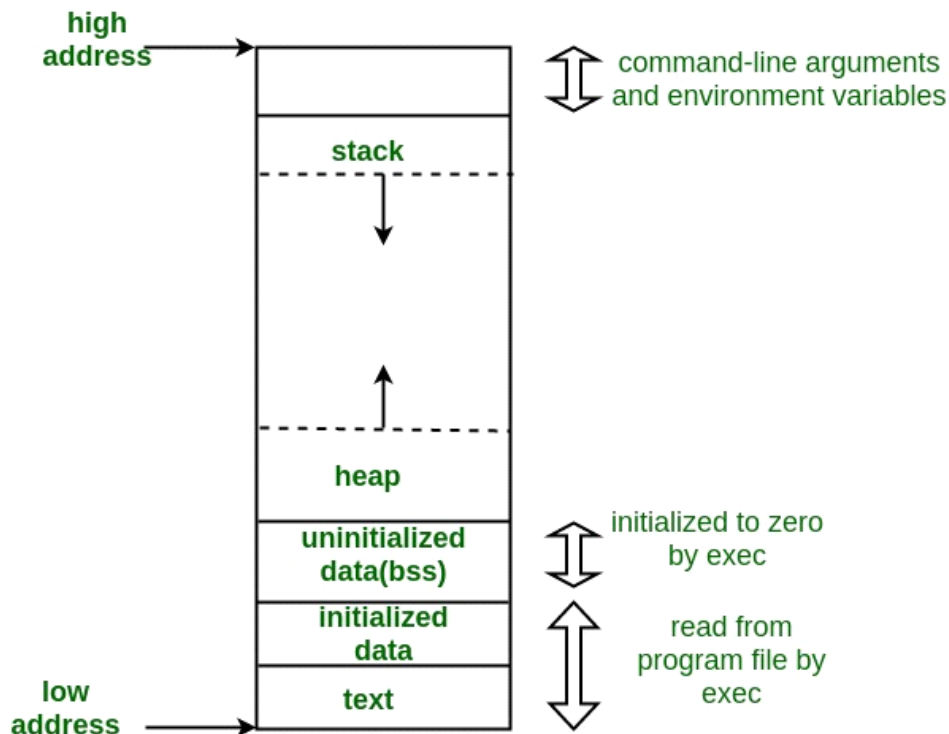 high
address
command-line arguments
and environment variables
stack
heap
uninitialized
data(bss)
initialized to zero
by exec
initialized
data
read from
program file by
exec
text
low
address